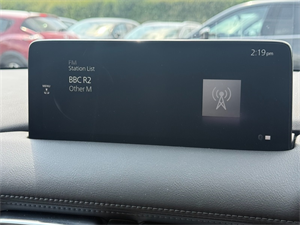 FM
2:19pm
Station List
BBC R2
Other M